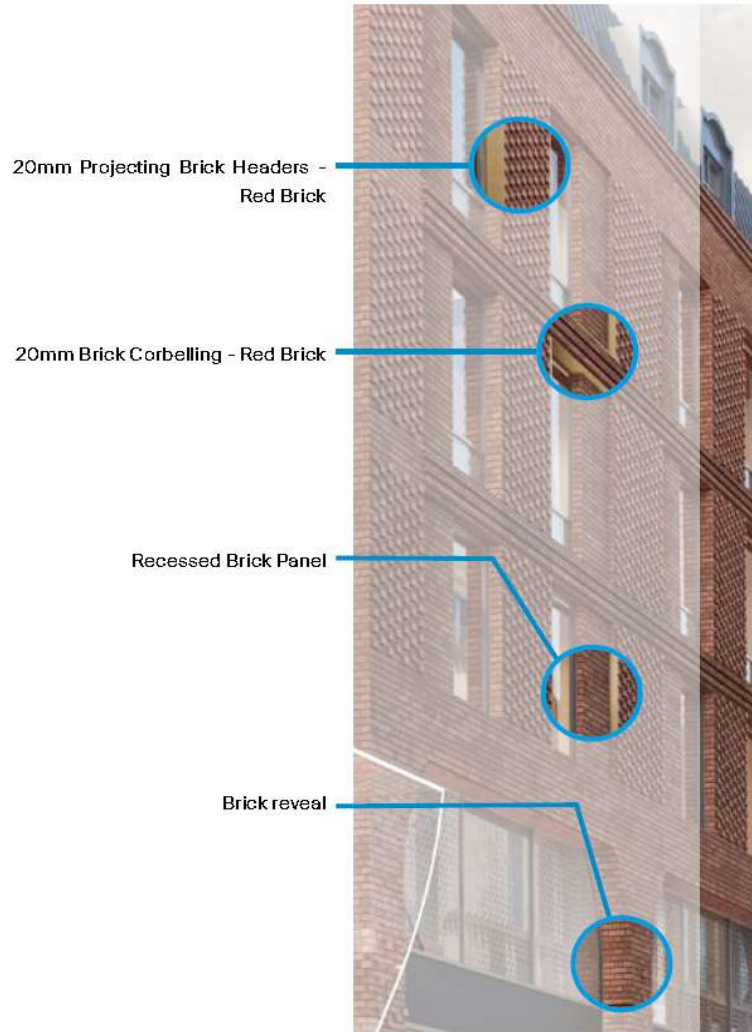 20mm Projecting Brick Headers -
Red Brick
20mm Brick Corbelling - Red Brick
Recessed Brick Panel
Brick reveal